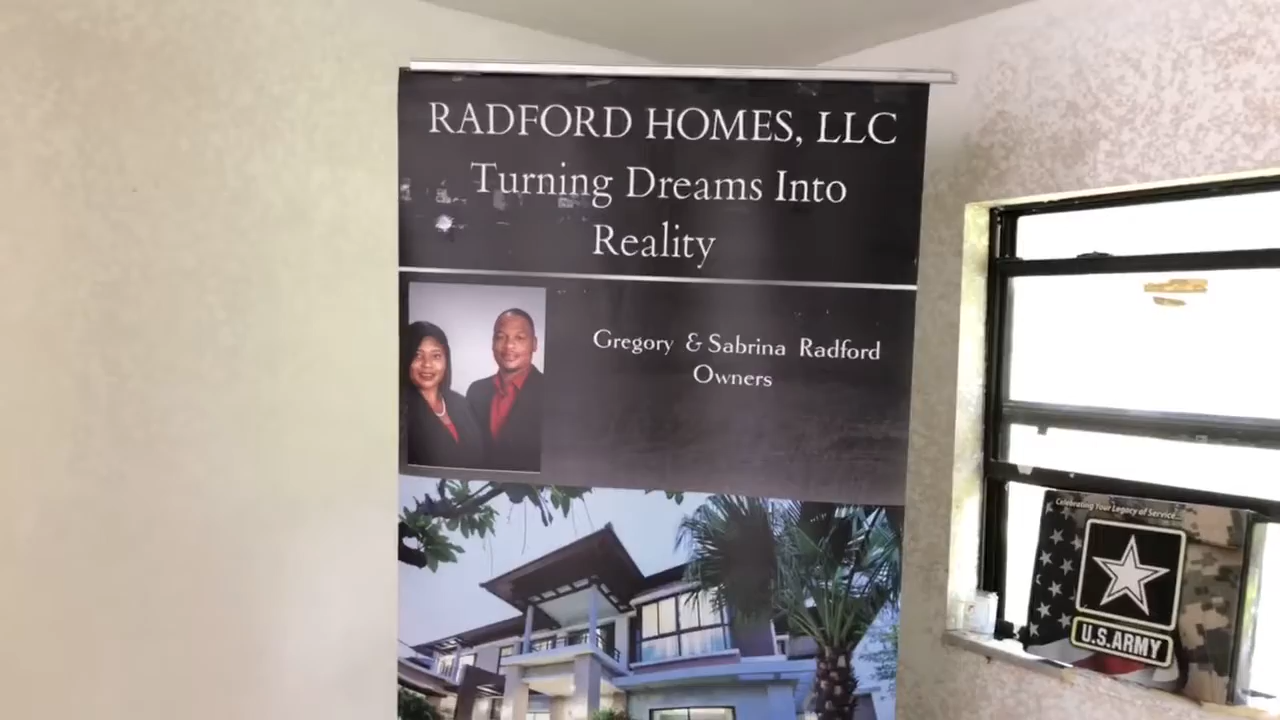 RADFORD HOMES, LLC
Turning Dreams Into
Reality
Gregory & Sabrina Radford
Owners
Celebrating Your Legacy of Service...
U.S.ARMY